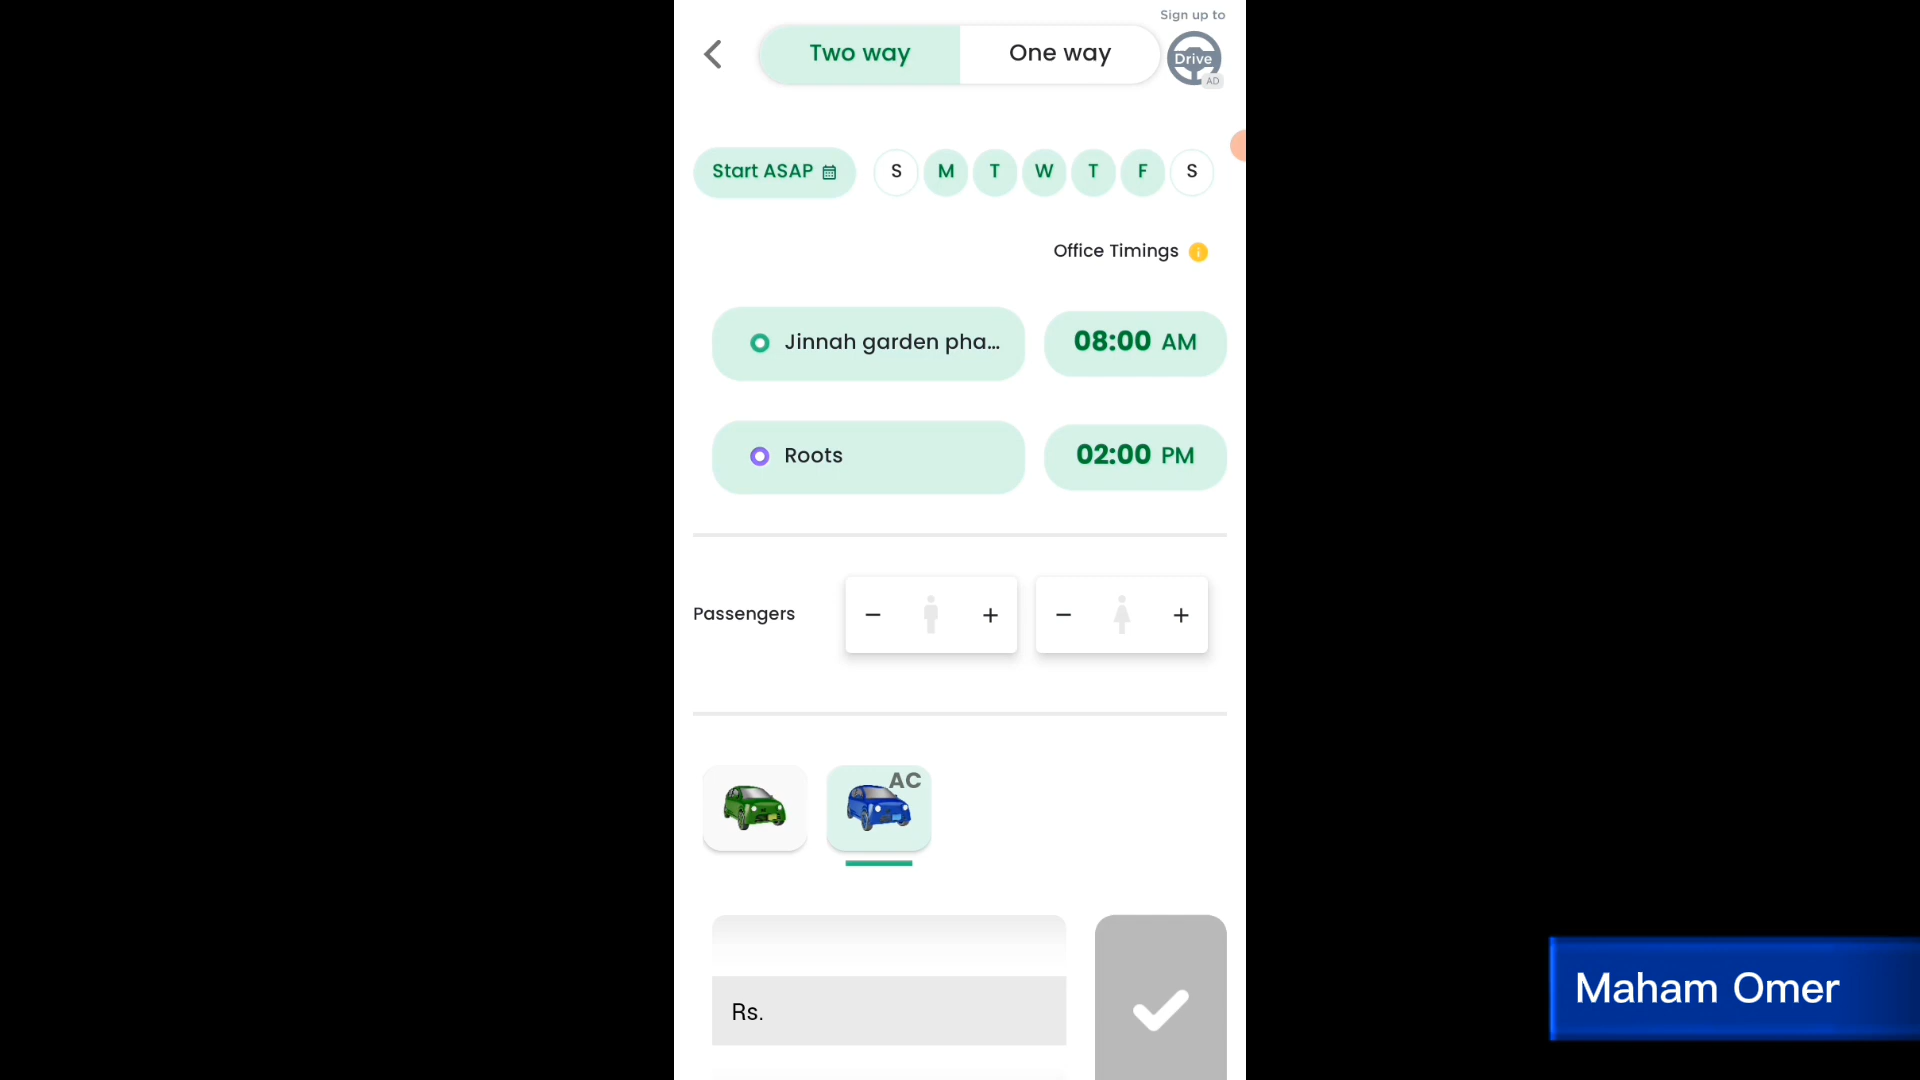 Sign up to
Two way
One way
Drive
AD
Start ASAP
S M T W T F S
Office Timings
Jinnah garden pha...
08:00 AM
Roots
02:00 PM
Passengers
AC
Rs.
Maham Omer